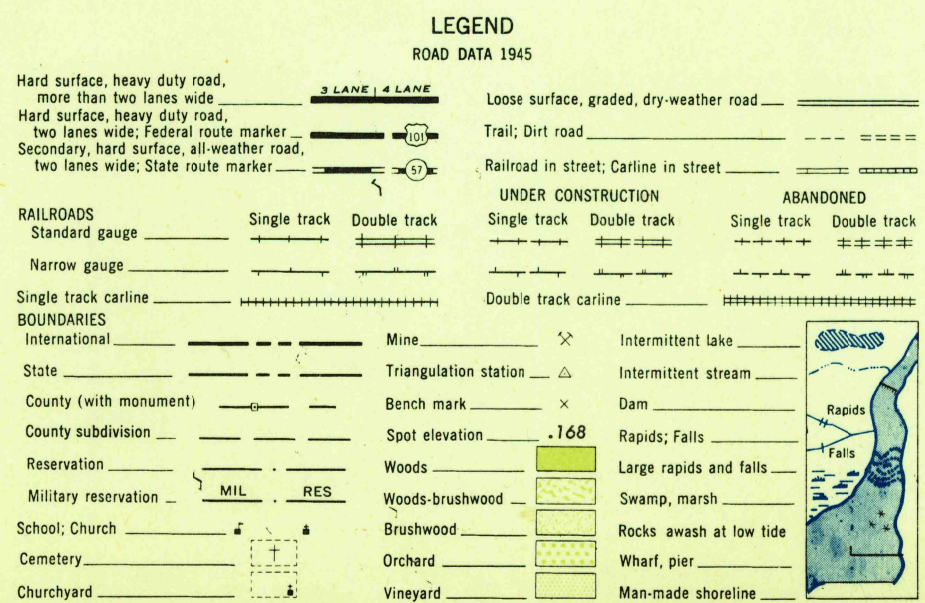 LEGEND
ROAD DATA 1945
Hard surface, heavy duty road,
more than two lanes wide
3 LANE 4 LANE
Hard surface, heavy duty road,
two lanes wide; Federal route marker
101
Secondary, hard surface, all-weather road,
two lanes wide; State route marker
57
Loose surface, graded, dry-weather road
Trail; Dirt road
Railroad in street; Carline in street
UNDER CONSTRUCTION ABANDONED
RAILROADS Single track Double track Single track Double track Single track Double track
Standard gauge
Narrow gauge
Single track carline Double track carline
BOUNDARIES
International
State
County (with monument)
County subdivision
Reservation
Military reservation MIL RES
School; Church
Cemetery
Churchyard
Mine
Triangulation station
Bench mark
Spot elevation .168
Woods
Woods-brushwood
Brushwood
Orchard
Vineyard
Intermittent lake
Intermittent stream
Dam
Rapids; Falls
Large rapids and falls
Swamp, marsh
Rocks awash at low tide
Wharf, pier
Man-made shoreline
Rapids
Falls